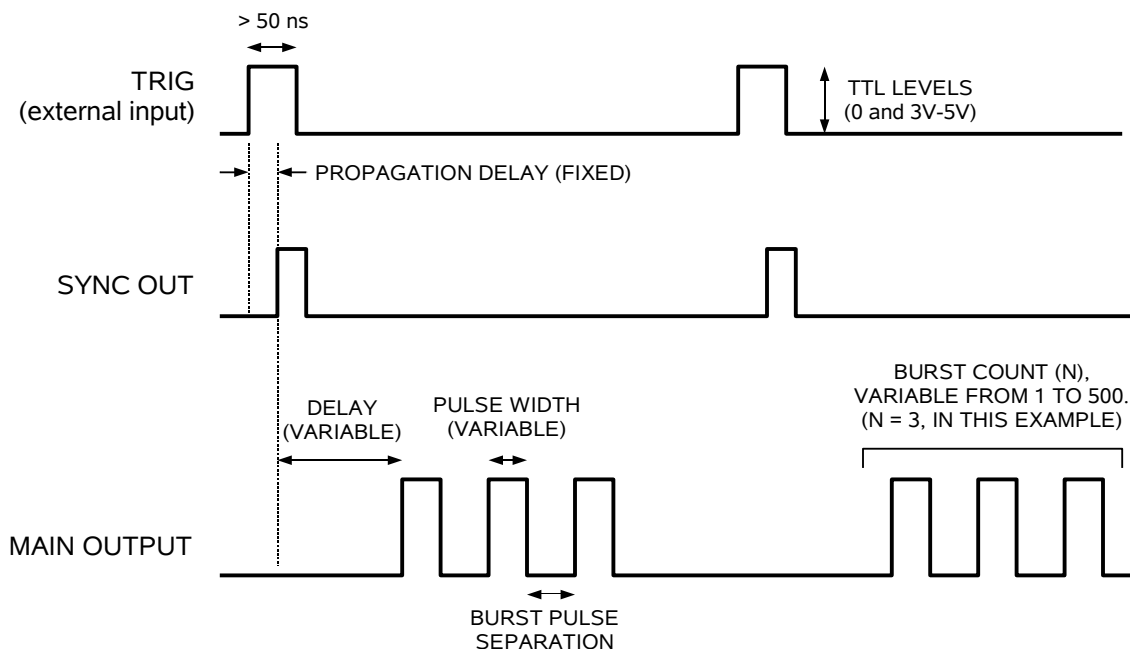 > 50 ns
TRIG
(external input)
TTL LEVELS
(0 and 3V-5V)
PROPAGATION DELAY (FIXED)
SYNC OUT
BURST COUNT (N),
VARIABLE FROM 1 TO 500.
(N = 3, IN THIS EXAMPLE)
DELAY
(VARIABLE)
PULSE WIDTH
(VARIABLE)
MAIN OUTPUT
BURST PULSE
SEPARATION